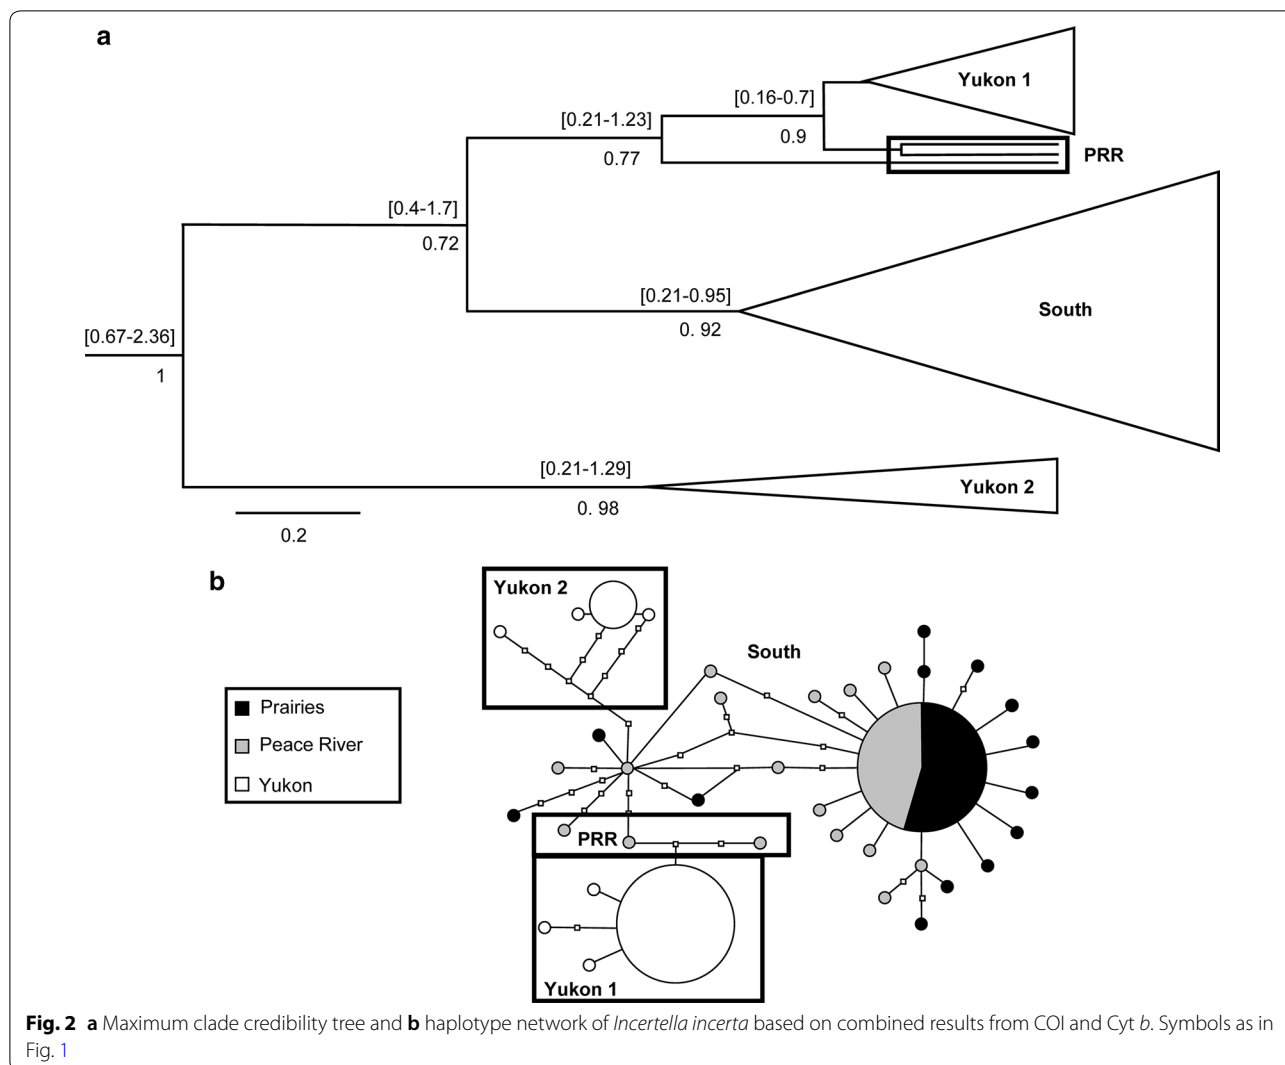 a
Yukon 1
[0.16-0.7]
[0.21-1.23]
0.9
0.77
PRR
[0.4-1.7]
0.72
[0.21-0.95]
South
0. 92
[0.67-2.36]
1
[0.21-1.29]
Yukon 2
0. 98
0.2
b
Yukon 2
South
Prairies
Peace River
Yukon
PRR
Yukon 1
Fig. 2 a Maximum clade credibility tree and b haplotype network of Incertella incerta based on combined results from COI and Cyt b. Symbols as in
Fig. 1